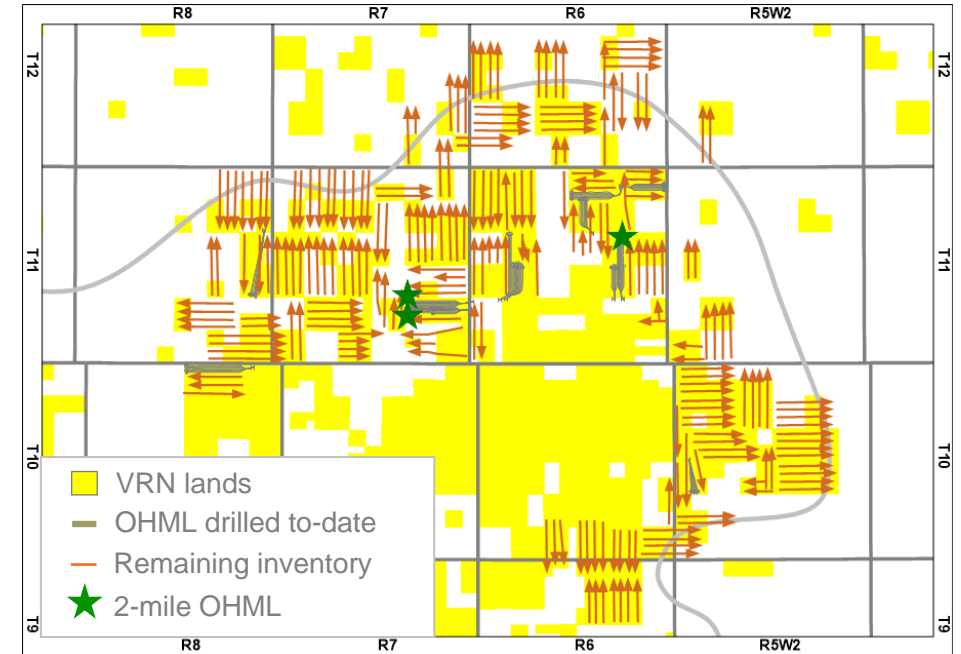 R8 R7 R6 R5W2
T12 T12
T11 T11
T10 T10
VRN lands
OHML drilled to-date
Remaining inventory
2-mile OHML
T9 T9
R8 R7 R6 R5W2